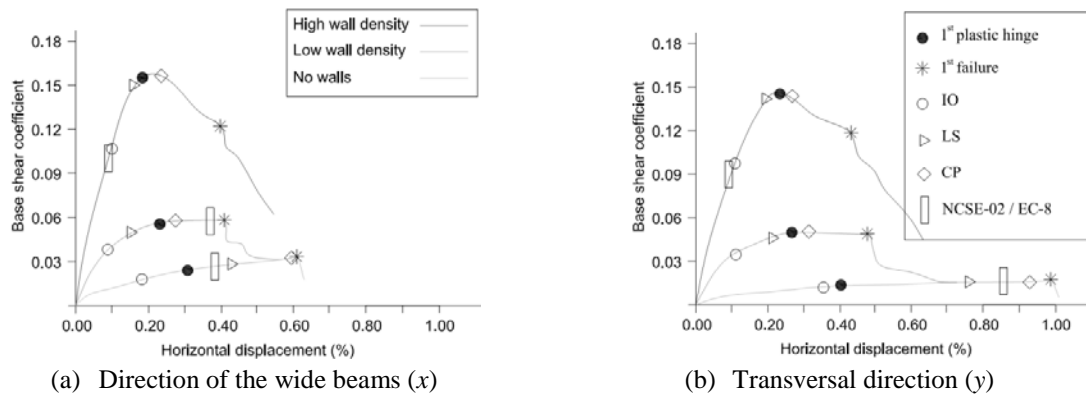 High wall density
Low wall density
No walls
Base shear coefficient
0.18
0.15
0.12
0.09
0.06
0.03
0.00 0.20 0.40 0.60 0.80 1.00
Horizontal displacement (%)
(a) Direction of the wide beams (x)
1st plastic hinge
1st failure
IO
LS
CP
NCSE-02 / EC-8
Base shear coefficient
0.18
0.15
0.12
0.09
0.06
0.03
0.00 0.20 0.40 0.60 0.80 1.00
Horizontal displacement (%)
(b) Transversal direction (y)